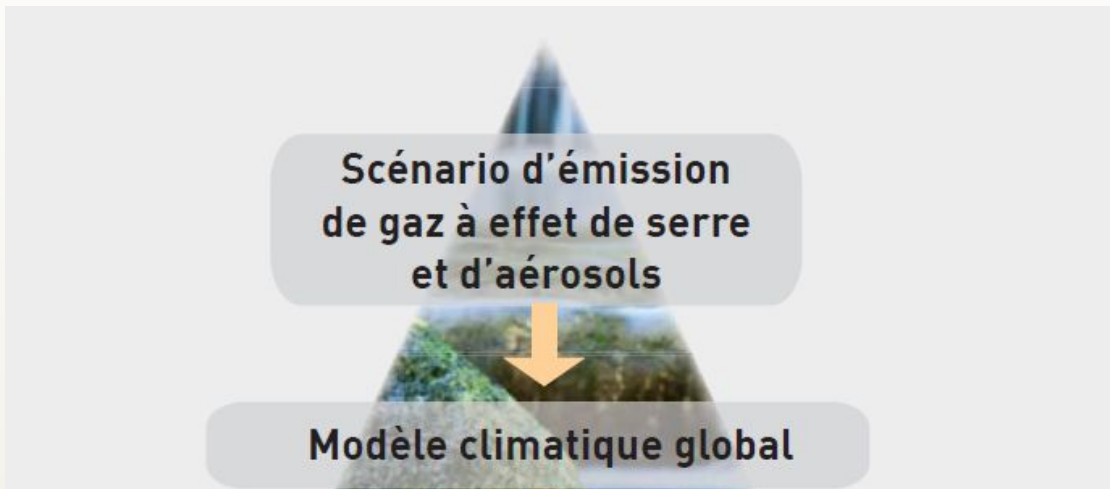 Scénario d'émission
de gaz à effet de serre
et d'aérosols
Modèle climatique global